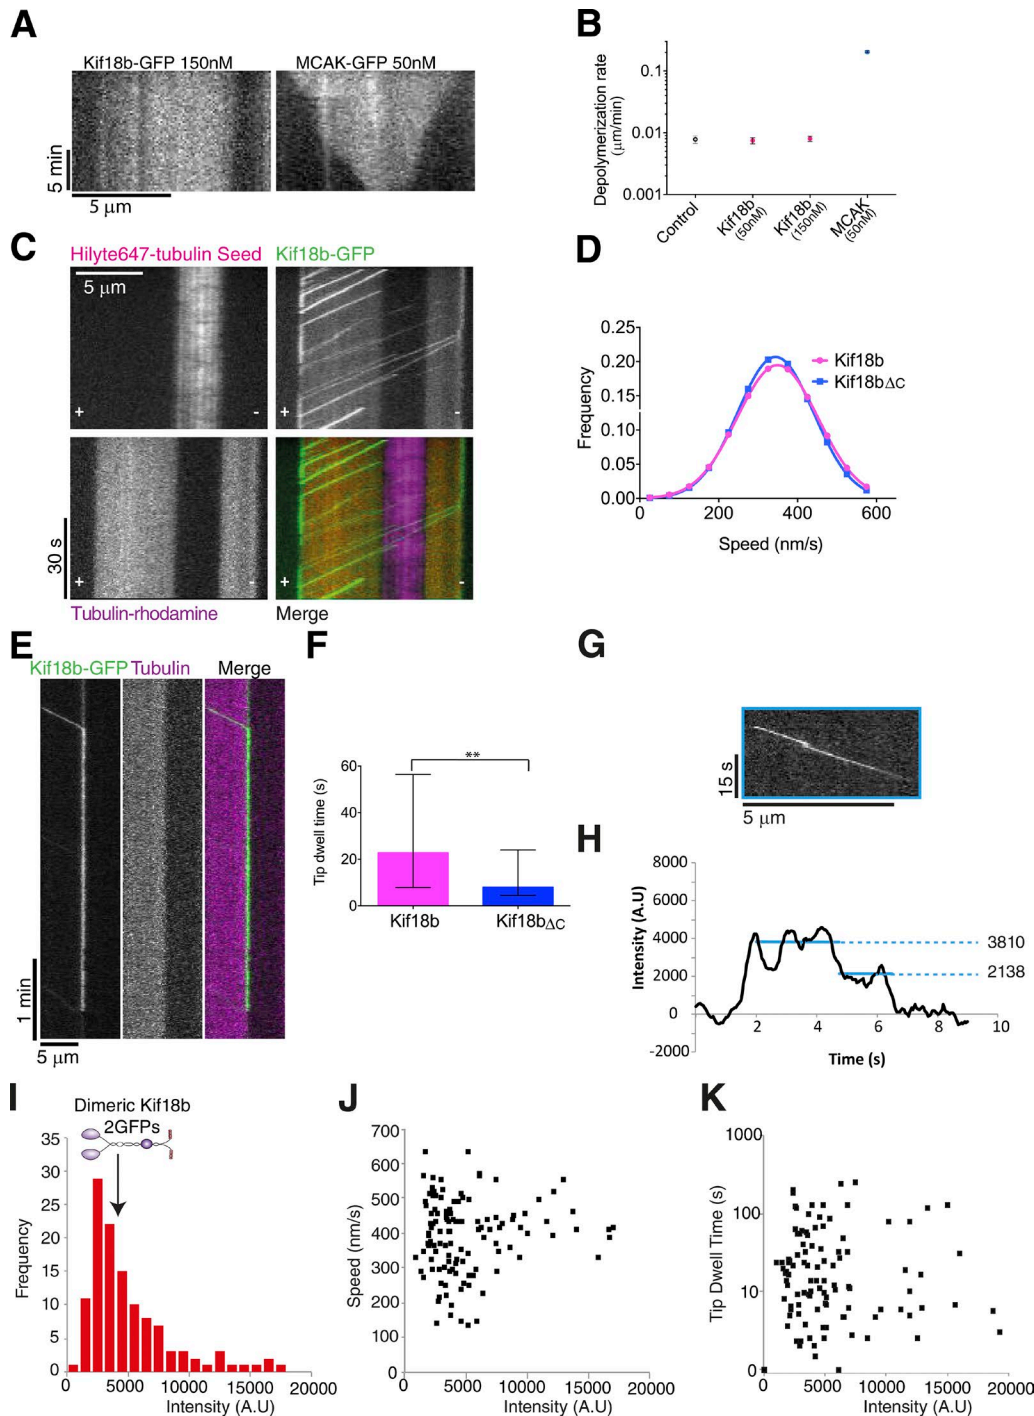 A
Kif18b-GFP 150nM
MCAK-GFP 50nM
5 min
5 μm
B
Depolymerization rate
(μm/min)
0.1
0.01
0.001
Control
Kif18b
(50nM)
Kif18b
(150nM)
MCAK
(50nM)
C
Hilyte647-tubulin Seed
Kif18b-GFP
5 μm
+
-
+
-
30 s
+
-
+
-
Tubulin-rhodamine
Merge
D
Frequency
0.25
0.20
0.15
0.10
0.05
0.00
0
200
400
600
Speed (nm/s)
Kif18b
Kif18bΔC
E
Kif18b-GFP
Tubulin
Merge
1 min
5 μm
F
Tip dwell time (s)
60
40
20
0
**
Kif18b
Kif18bΔC
G
15 s
5 μm
H
Intensity (A.U)
8000
6000
4000
2000
0
-2000
2
4
6
8
10
3810
2138
Time (s)
I
Dimeric Kif18b
2GFPs
Frequency
35
30
25
20
15
10
5
0
0
5000
10000
15000
20000
Intensity (A.U)
J
Speed (nm/s)
700
600
500
400
300
200
100
0
0
5000
10000
15000
20000
Intensity (A.U)
K
Tip Dwell Time (s)
1000
100
10
0
0
5000
10000
15000
20000
Intensity (A.U)